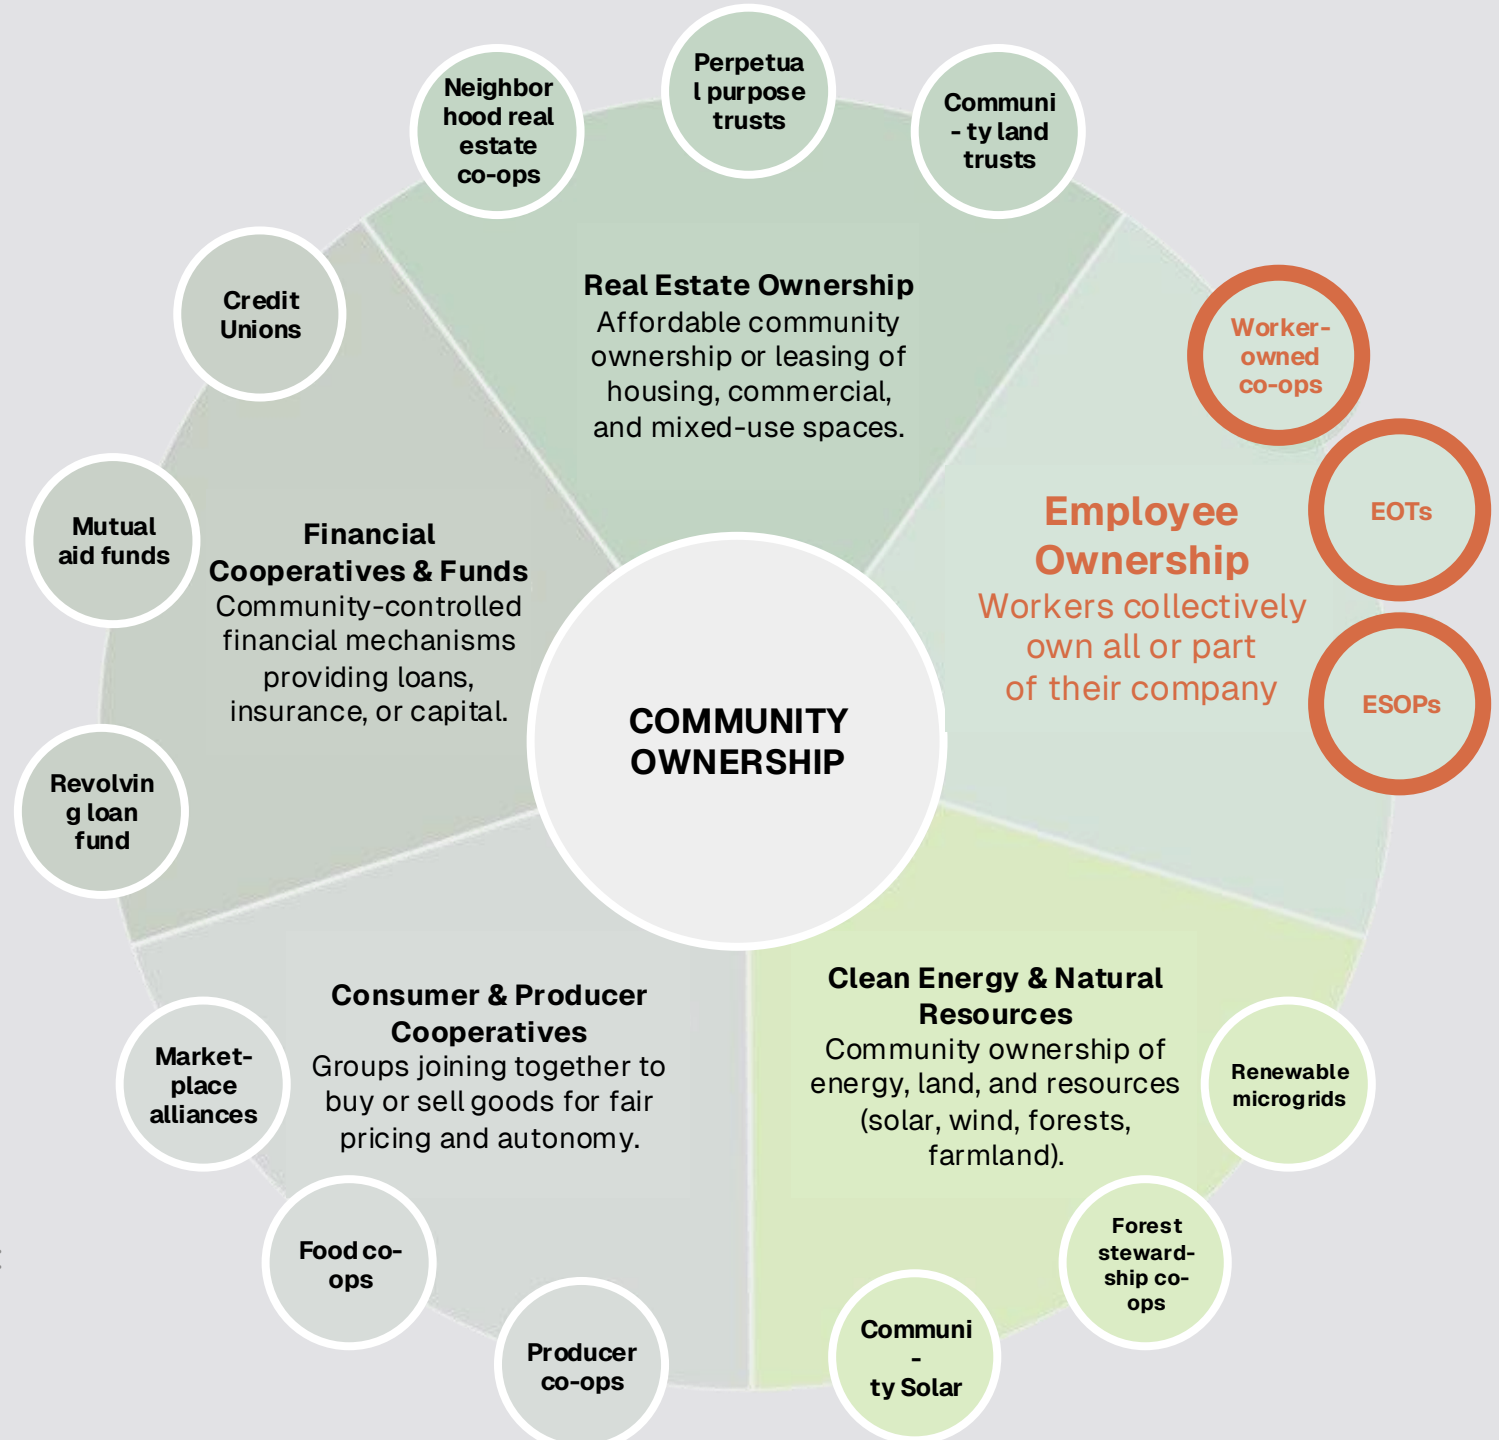 Neighbor
hood real
estate
co-ops
Perpetua
l purpose
trusts
Communi
- ty land
trusts
Credit
Unions
Real Estate Ownership
Affordable community
ownership or leasing of
housing, commercial,
and mixed-use spaces.
Worker-
owned
co-ops
EOTs
ESOPs
Employee
Ownership
Workers collectively
own all or part
of their company
Mutual
aid funds
Financial
Cooperatives & Funds
Community-controlled
financial mechanisms
providing loans,
insurance, or capital.
Revolvin
g loan
fund
COMMUNITY
OWNERSHIP
Consumer & Producer
Cooperatives
Groups joining together to
buy or sell goods for fair
pricing and autonomy.
Market-
place
alliances
Food co-
ops
Producer
co-ops
Clean Energy & Natural
Resources
Community ownership of
energy, land, and resources
(solar, wind, forests,
farmland).
Renewable
microgrids
Forest
steward-
ship co-
ops
Communi
-
ty Solar